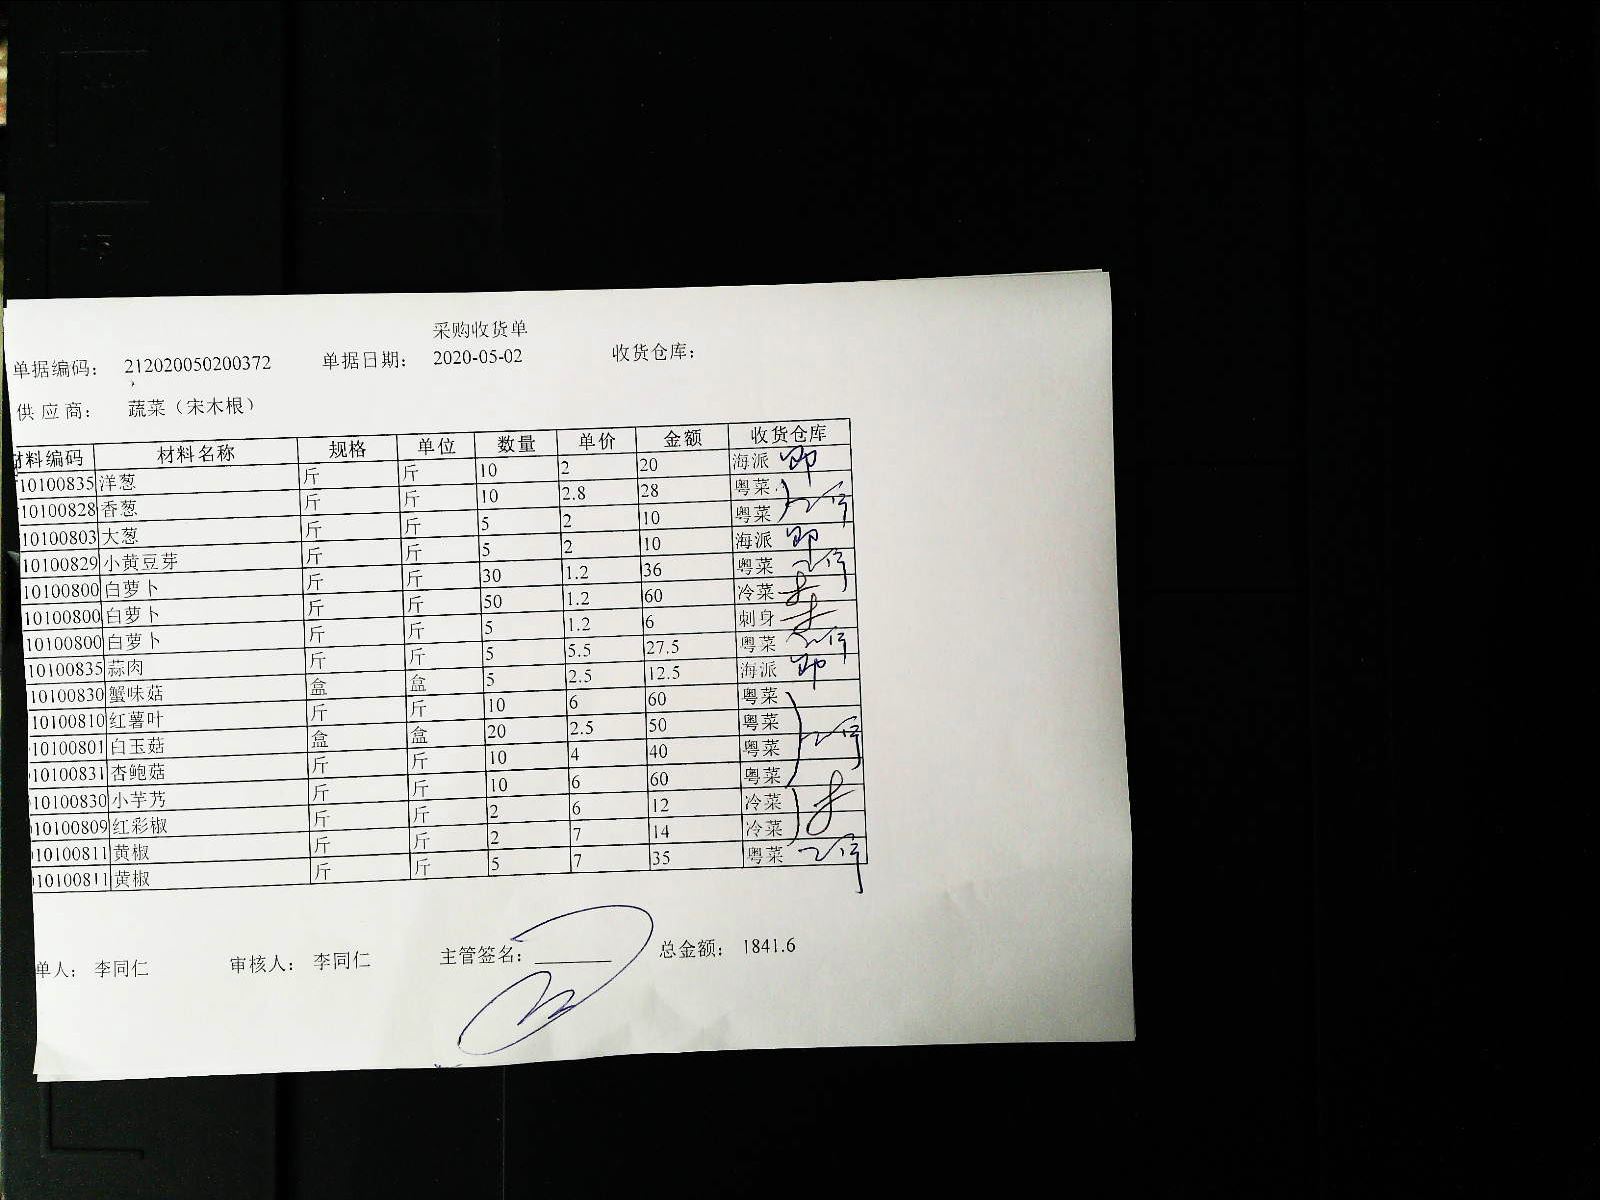 采购收货单
单据编码： 212020050200372 单据日期： 2020-05-02 收货仓库：
供 应 商： 蔬菜（宋木根）
材料编码 材料名称 规格 单位 数量 单价 金额 收货仓库
10100835 洋葱 斤 斤 10 2 20 海派
10100828 香葱 斤 斤 10 2.8 28 粤菜
10100803 大葱 斤 斤 5 2 10 粤菜
10100829 小黄豆芽 斤 斤 5 2 10 海派
10100800 白萝卜 斤 斤 30 1.2 36 粤菜
10100800 白萝卜 斤 斤 50 1.2 60 冷菜
10100800 白萝卜 斤 斤 5 1.2 6 刺身
10100835 蒜肉 斤 斤 5 5.5 27.5 粤菜
10100830 蟹味菇 盒 盒 5 2.5 12.5 海派
10100810 红薯叶 斤 斤 10 6 60 粤菜
10100801 白玉菇 盒 盒 20 2.5 50 粤菜
10100831 杏鲍菇 斤 斤 10 4 40 粤菜
10100830 小芋艿 斤 斤 10 6 60 粤菜
10100809 红彩椒 斤 斤 2 6 12 冷菜
10100811 黄椒 斤 斤 2 7 14 冷菜
10100811 黄椒 斤 斤 5 7 35 粤菜
单人： 李同仁 审核人： 李同仁 主管签名： 总金额： 1841.6